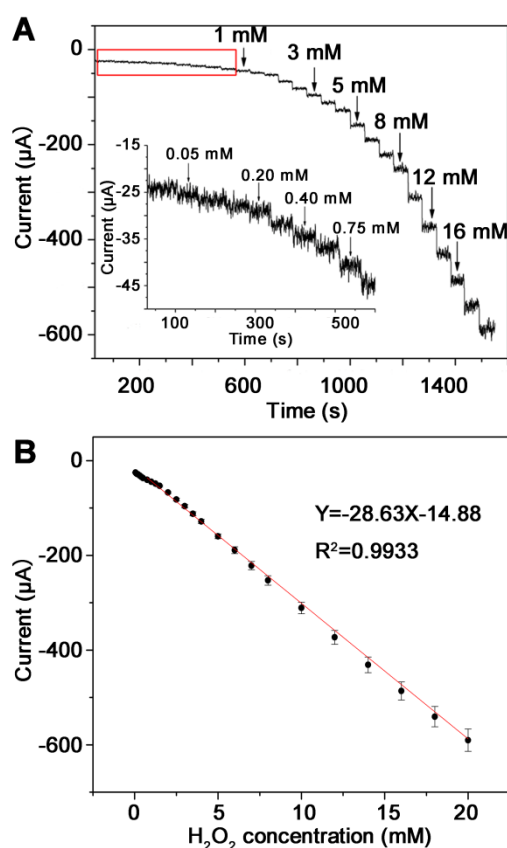 A
0
-200
-400
-600
Current (µA)
200
600
1000
1400
Time (s)
1 mM
3 mM
5 mM
8 mM
12 mM
16 mM
-15
-25
-35
-45
Current (µA)
100
300
500
Time (s)
0.05 mM
0.20 mM
0.40 mM
0.75 mM
B
0
-200
-400
-600
Current (µA)
Y=-28.63X-14.88
R²=0.9933
0
5
10
15
20
H₂O₂ concentration (mM)